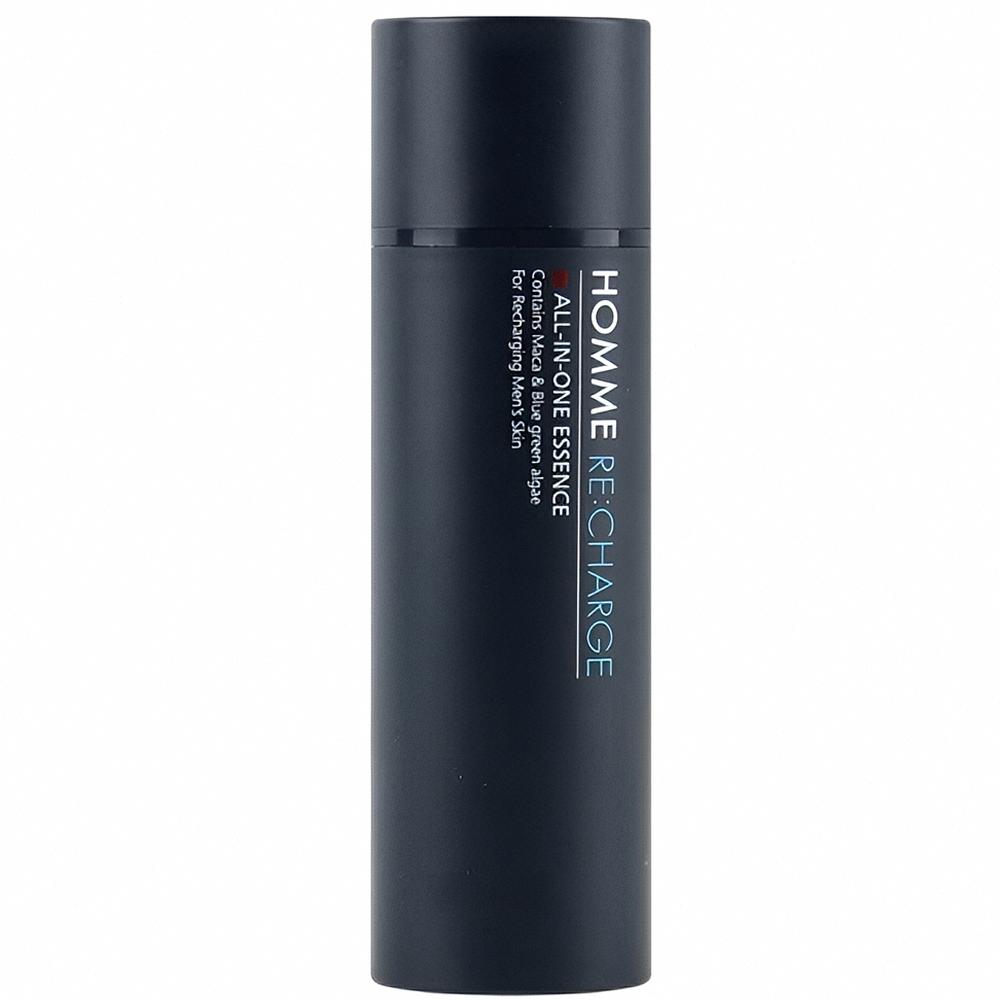 HOMME RE:CHARGE
ALL-IN-ONE ESSENCE
Contains Maca & Blue green algae
For Recharging Men's Skin